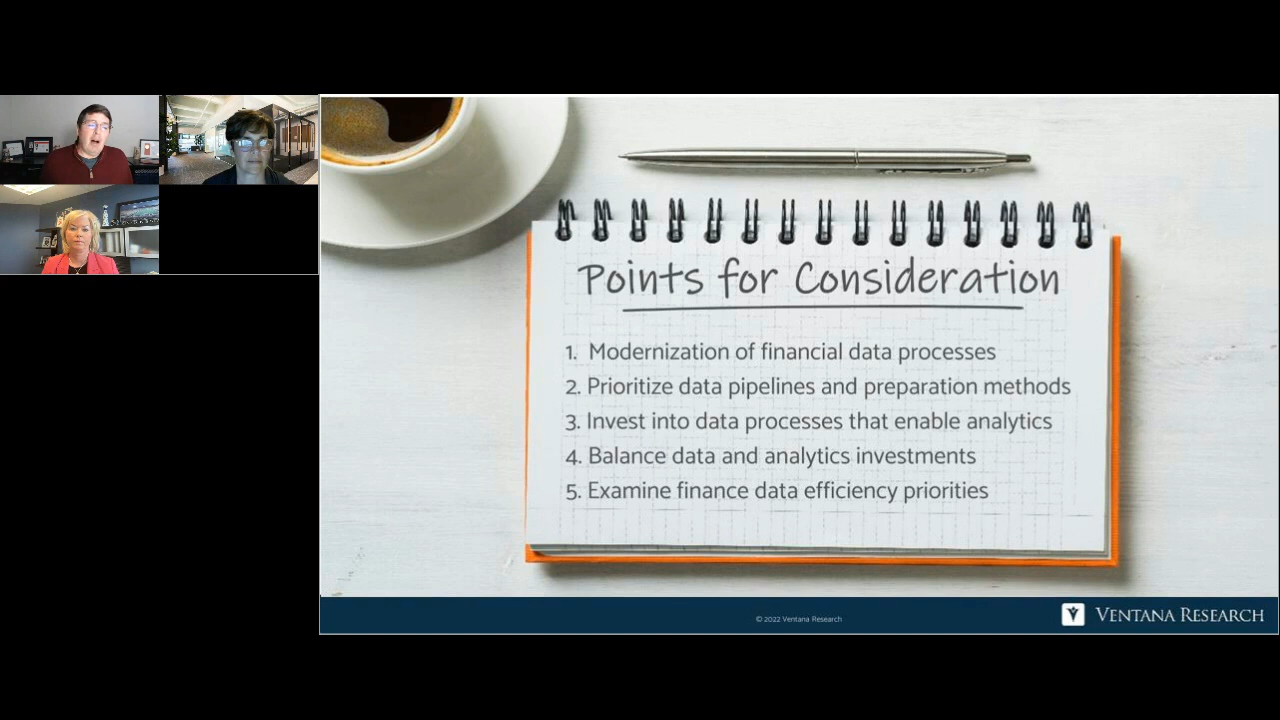 Points for Consideration
1. Modernization of financial data processes
2. Prioritize data pipelines and preparation methods
3. Invest into data processes that enable analytics
4. Balance data and analytics investments
5. Examine finance data efficiency priorities
© 2022 Ventana Research
VENTANA RESEARCH